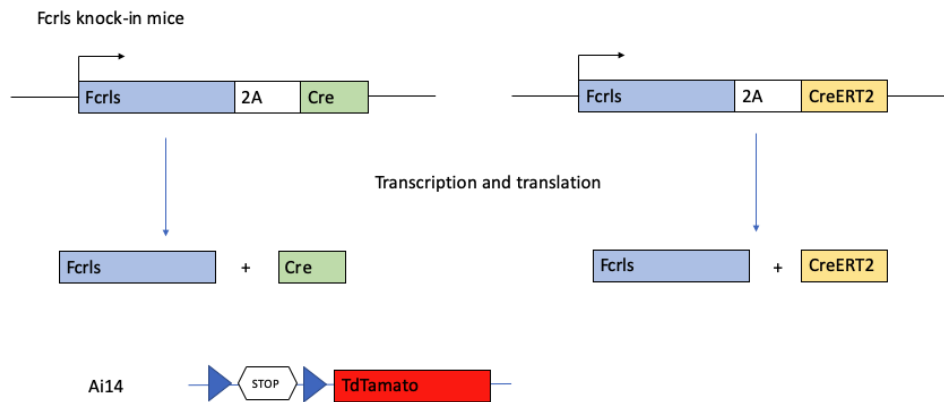 Fcrls knock-in mice
Fcrls 2A Cre
Fcrls 2A CreERT2
Transcription and translation
Fcrls + Cre
Fcrls + CreERT2
Ai14 STOP TdTamato